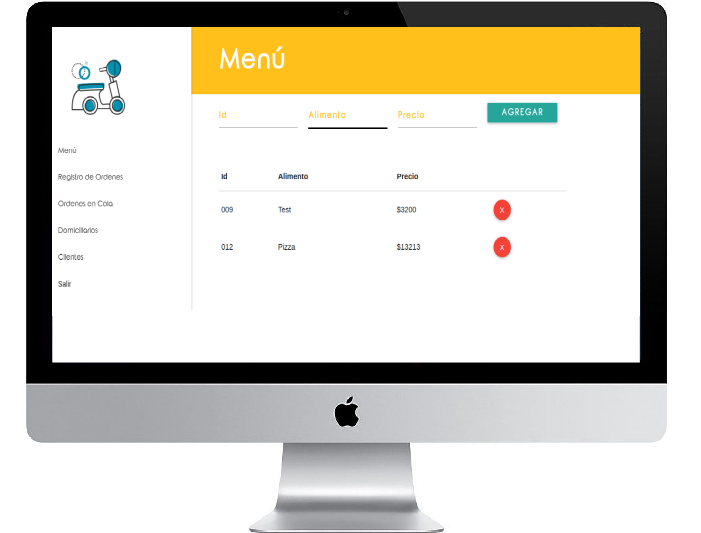 Menú
Registro de Ordenes
Ordenes en Cola
Domiciliarios
Clientes
Salir
Menú
Id Alimento Precio AGREGAR
Id Alimento Precio
009 Test $3200 X
012 Pizza $13213 X